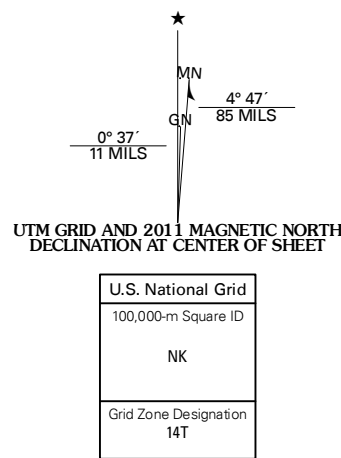 ★
MN
4° 47´
85 MILS
GN
0° 37´
11 MILS
UTM GRID AND 2011 MAGNETIC NORTH
DECLINATION AT CENTER OF SHEET
U.S. National Grid
100,000-m Square ID
NK
Grid Zone Designation
14T